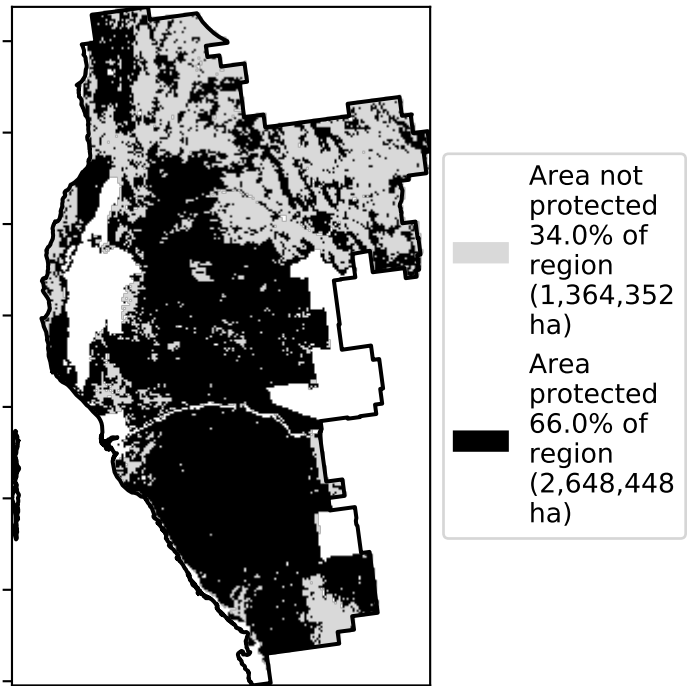 Area not
protected
34.0% of
region
(1,364,352
ha)
Area
protected
66.0% of
region
(2,648,448
ha)